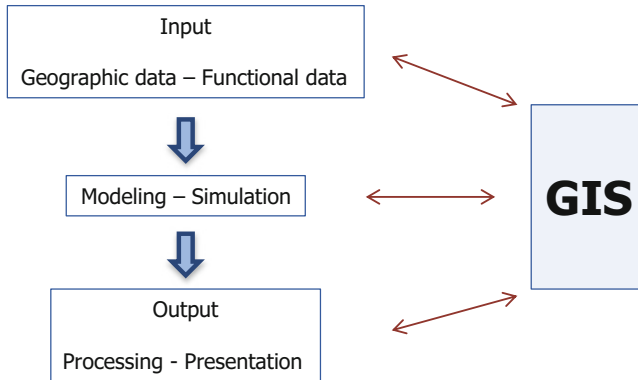 Input
Geographic data – Functional data
Modeling – Simulation
GIS
Output
Processing - Presentation